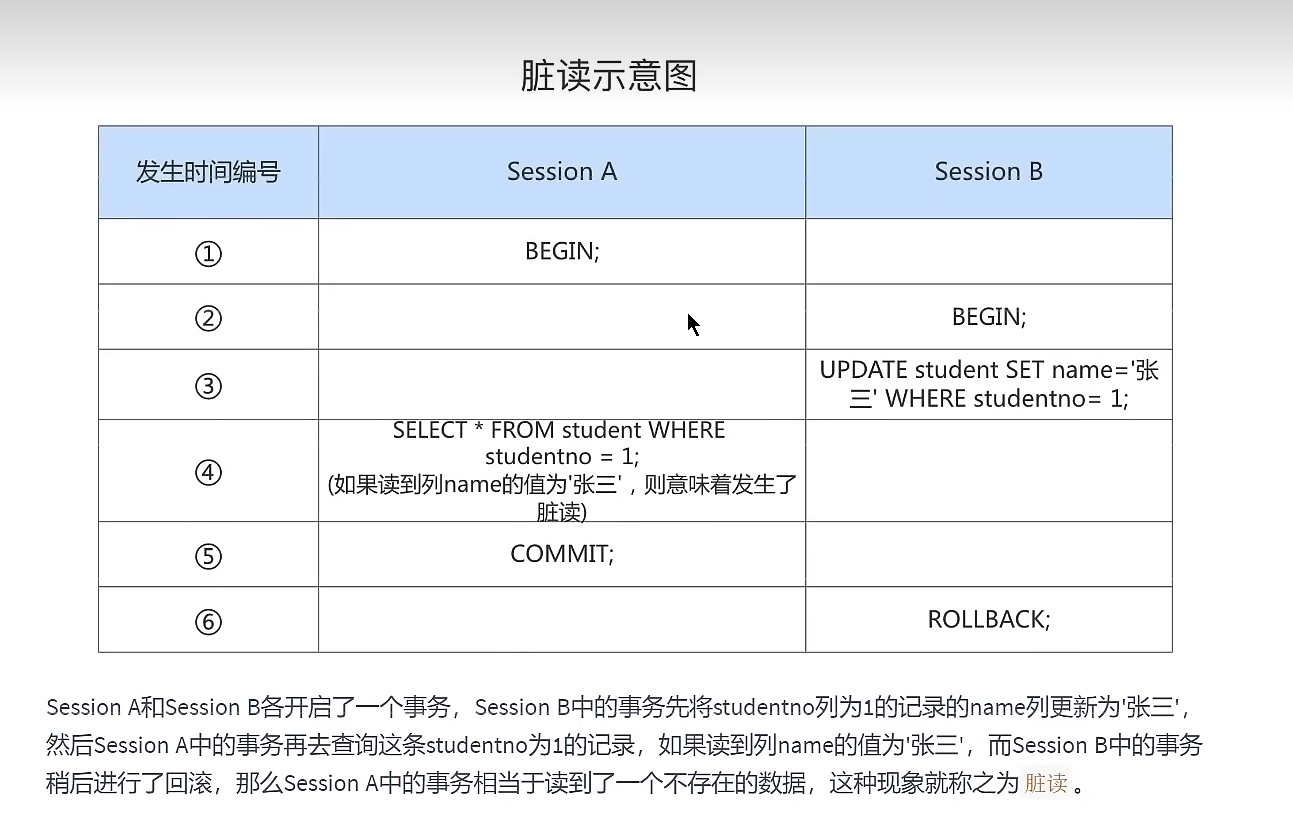 脏读示意图
发生时间编号 Session A Session B
① BEGIN;
② BEGIN;
③ UPDATE student SET name='张
三' WHERE studentno= 1;
④ SELECT * FROM student WHERE
studentno = 1;
(如果读到列name的值为'张三'，则意味着发生了
脏读)
⑤ COMMIT;
⑥ ROLLBACK;
Session A和Session B各开启了一个事务，Session B中的事务先将studentno列为1的记录的name列更新为'张三'，
然后Session A中的事务再去查询这条studentno为1的记录，如果读到列name的值为'张三'，而Session B中的事务
稍后进行了回滚，那么Session A中的事务相当于读到了一个不存在的数据，这种现象就称之为 脏读 。